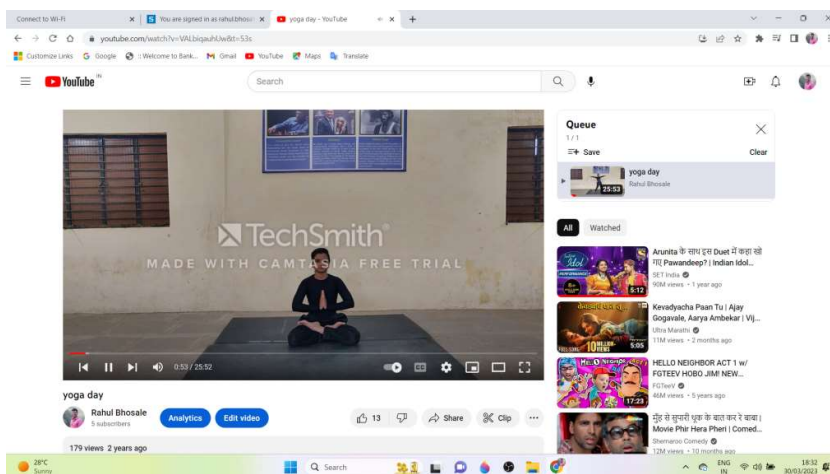 Connect to Wi-Fi
You are signed in as rahul.bhosal
yoga day - YouTube
youtube.com/watch?v=VALbiqauhUw&t=53s
Customize Links
Google
:: Welcome to Bank...
Gmail
YouTube
Maps
Translate
YouTube IN
Search
TechSmith
MADE WITH CAMTASIA FREE TRIAL
0:53 / 25:52
yoga day
Rahul Bhosale
5 subscribers
Analytics
Edit video
13
Share
Clip
179 views 2 years ago
Queue
1 / 1
Save
Clear
25:53
yoga day
Rahul Bhosale
All
Watched
5:12
Arunita के साथ इस Duet में कहा खो
गए Pawandeep? | Indian Idol...
SET India
90M views • 1 year ago
5:05
Kevadyacha Paan Tu | Ajay
Gogavale, Aarya Ambekar | Vij...
Ultra Marathi
11M views • 2 months ago
17:23
HELLO NEIGHBOR ACT 1 w/
FGTEEV HOBO JIM! NEW...
FGTeeV
46M views • 5 years ago
मुँह से सुपारी थूक के बात कर रे बाबा |
Movie Phir Hera Pheri | Comed...
Shemaroo Comedy
12M views • 10 months ago
28°C
Sunny
Search
ENG
IN
18:32
30/03/2023